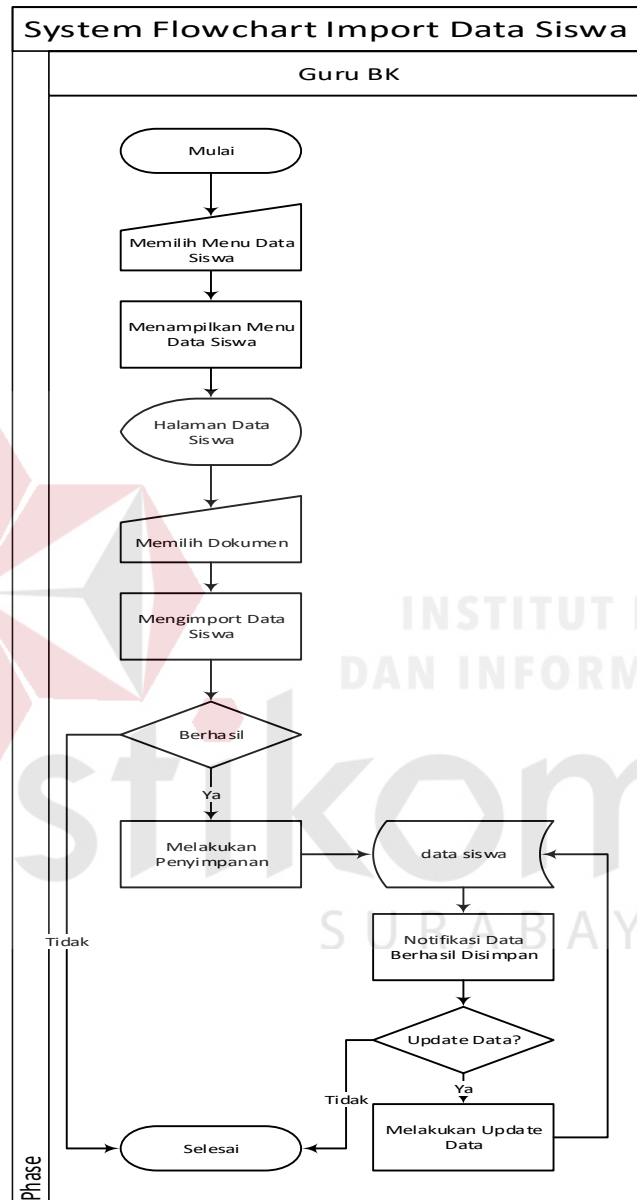 System Flowchart Import Data Siswa
Guru BK
Mulai
Memilih Menu Data
Siswa
Menampilkan Menu
Data Siswa
Halaman Data
Siswa
Memilih Dokumen
Mengimport Data
Siswa
INSTITUT
DAN INFORM
Berhasil
Ya
stikom
Melakukan
Penyimpanan
data siswa
SURABAY
Tidak
Notifikasi Data
Berhasil Disimpan
Update Data?
Ya
Tidak
Melakukan Update
Data
Selesai
Phase